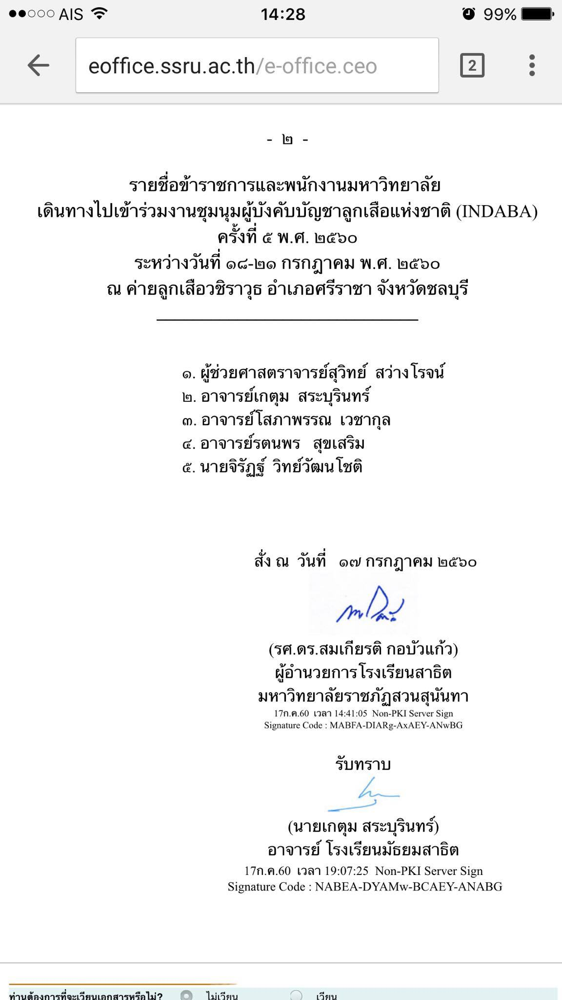 AIS 14:28 99%
eoffice.ssru.ac.th/e-office.ceo 2
- ๒ -
รายชื่อข้าราชการและพนักงานมหาวิทยาลัย
เดินทางไปเข้าร่วมงานชุมนุมผู้บังคับบัญชาลูกเสือแห่งชาติ (INDABA)
ครั้งที่ ๕ พ.ศ. ๒๕๖๐
ระหว่างวันที่ ๑๘-๒๑ กรกฎาคม พ.ศ. ๒๕๖๐
ณ ค่ายลูกเสือวชิราวุธ อำเภอศรีราชา จังหวัดชลบุรี
๑. ผู้ช่วยศาสตราจารย์สุวิทย์ สว่างโรจน์
๒. อาจารย์เกตุม สระบุรินทร์
๓. อาจารย์โสภาพรรณ เวชากุล
๔. อาจารย์รตนพร สุขเสริม
๕. นายจิรัฏฐ์ วิทย์วัฒนโชติ
สั่ง ณ วันที่ ๑๗ กรกฎาคม ๒๕๖๐
(รศ.ดร.สมเกียรติ กอบัวแก้ว)
ผู้อำนวยการโรงเรียนสาธิต
มหาวิทยาลัยราชภัฏสวนสุนันทา
17ก.ค.60 เวลา 14:41:05 Non-PKI Server Sign
Signature Code : MABFA-DIARg-AxAEY-ANwBG
รับทราบ
(นายเกตุม สระบุรินทร์)
อาจารย์ โรงเรียนมัธยมสาธิต
17ก.ค.60 เวลา 19:07:25 Non-PKI Server Sign
Signature Code : NABEA-DYAMw-BCAEY-ANABG
ท่านต้องการที่จะเวียนเอกสารหรือไม่? ไม่เวียน เวียน